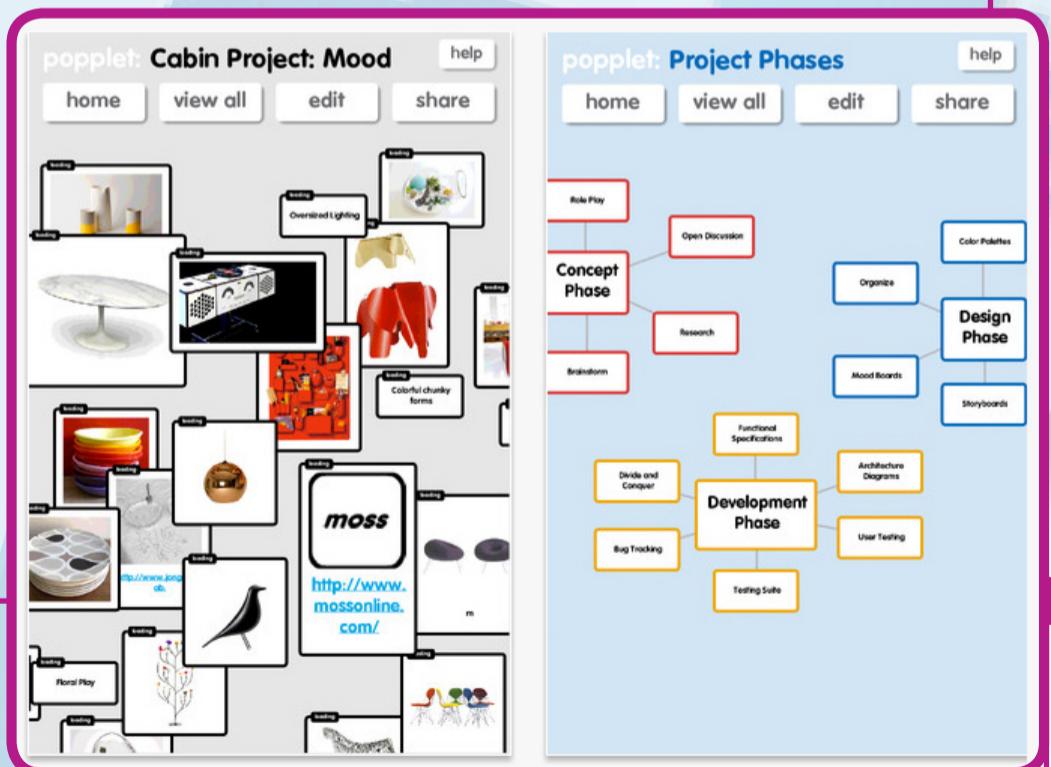 popplet: Cabin Project: Mood
help
home
view all
edit
share
Oversized Lighting
Colorful chunky
forms
moss
http://www.
mossonline.
com/
m
Floral Play
popplet: Project Phases
help
home
view all
edit
share
Role Play
Open Discussion
Concept
Phase
Research
Brainstorm
Color Palettes
Organize
Design
Phase
Mood Boards
Storyboards
Functional
Specifications
Divide and
Conquer
Architecture
Diagrams
Development
Phase
Bug Tracking
User Testing
Testing Suite